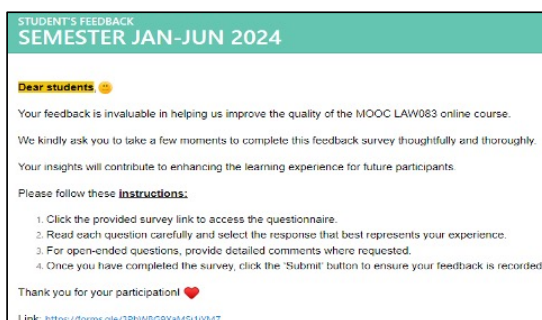 STUDENT'S FEEDBACK
SEMESTER JAN-JUN 2024
Dear students,
Your feedback is invaluable in helping us improve the quality of the MOOC LAW083 online course.
We kindly ask you to take a few moments to complete this feedback survey thoughtfully and thoroughly.
Your insights will contribute to enhancing the learning experience for future participants.
Please follow these instructions:
1. Click the provided survey link to access the questionnaire.
2. Read each question carefully and select the response that best represents your experience.
3. For open-ended questions, provide detailed comments where requested.
4. Once you have completed the survey, click the 'Submit' button to ensure your feedback is recorded
Thank you for your participation!
Link: